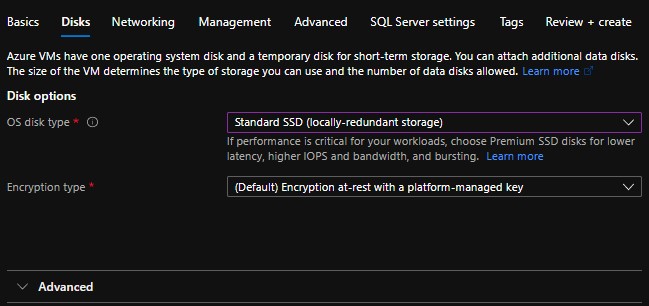 Basics Disks Networking Management Advanced SQL Server settings Tags Review + create
Azure VMs have one operating system disk and a temporary disk for short-term storage. You can attach additional data disks.
The size of the VM determines the type of storage you can use and the number of data disks allowed. Learn more
Disk options
OS disk type * Standard SSD (locally-redundant storage)
If performance is critical for your workloads, choose Premium SSD disks for lower
latency, higher IOPS and bandwidth, and bursting. Learn more
Encryption type * (Default) Encryption at-rest with a platform-managed key
Advanced